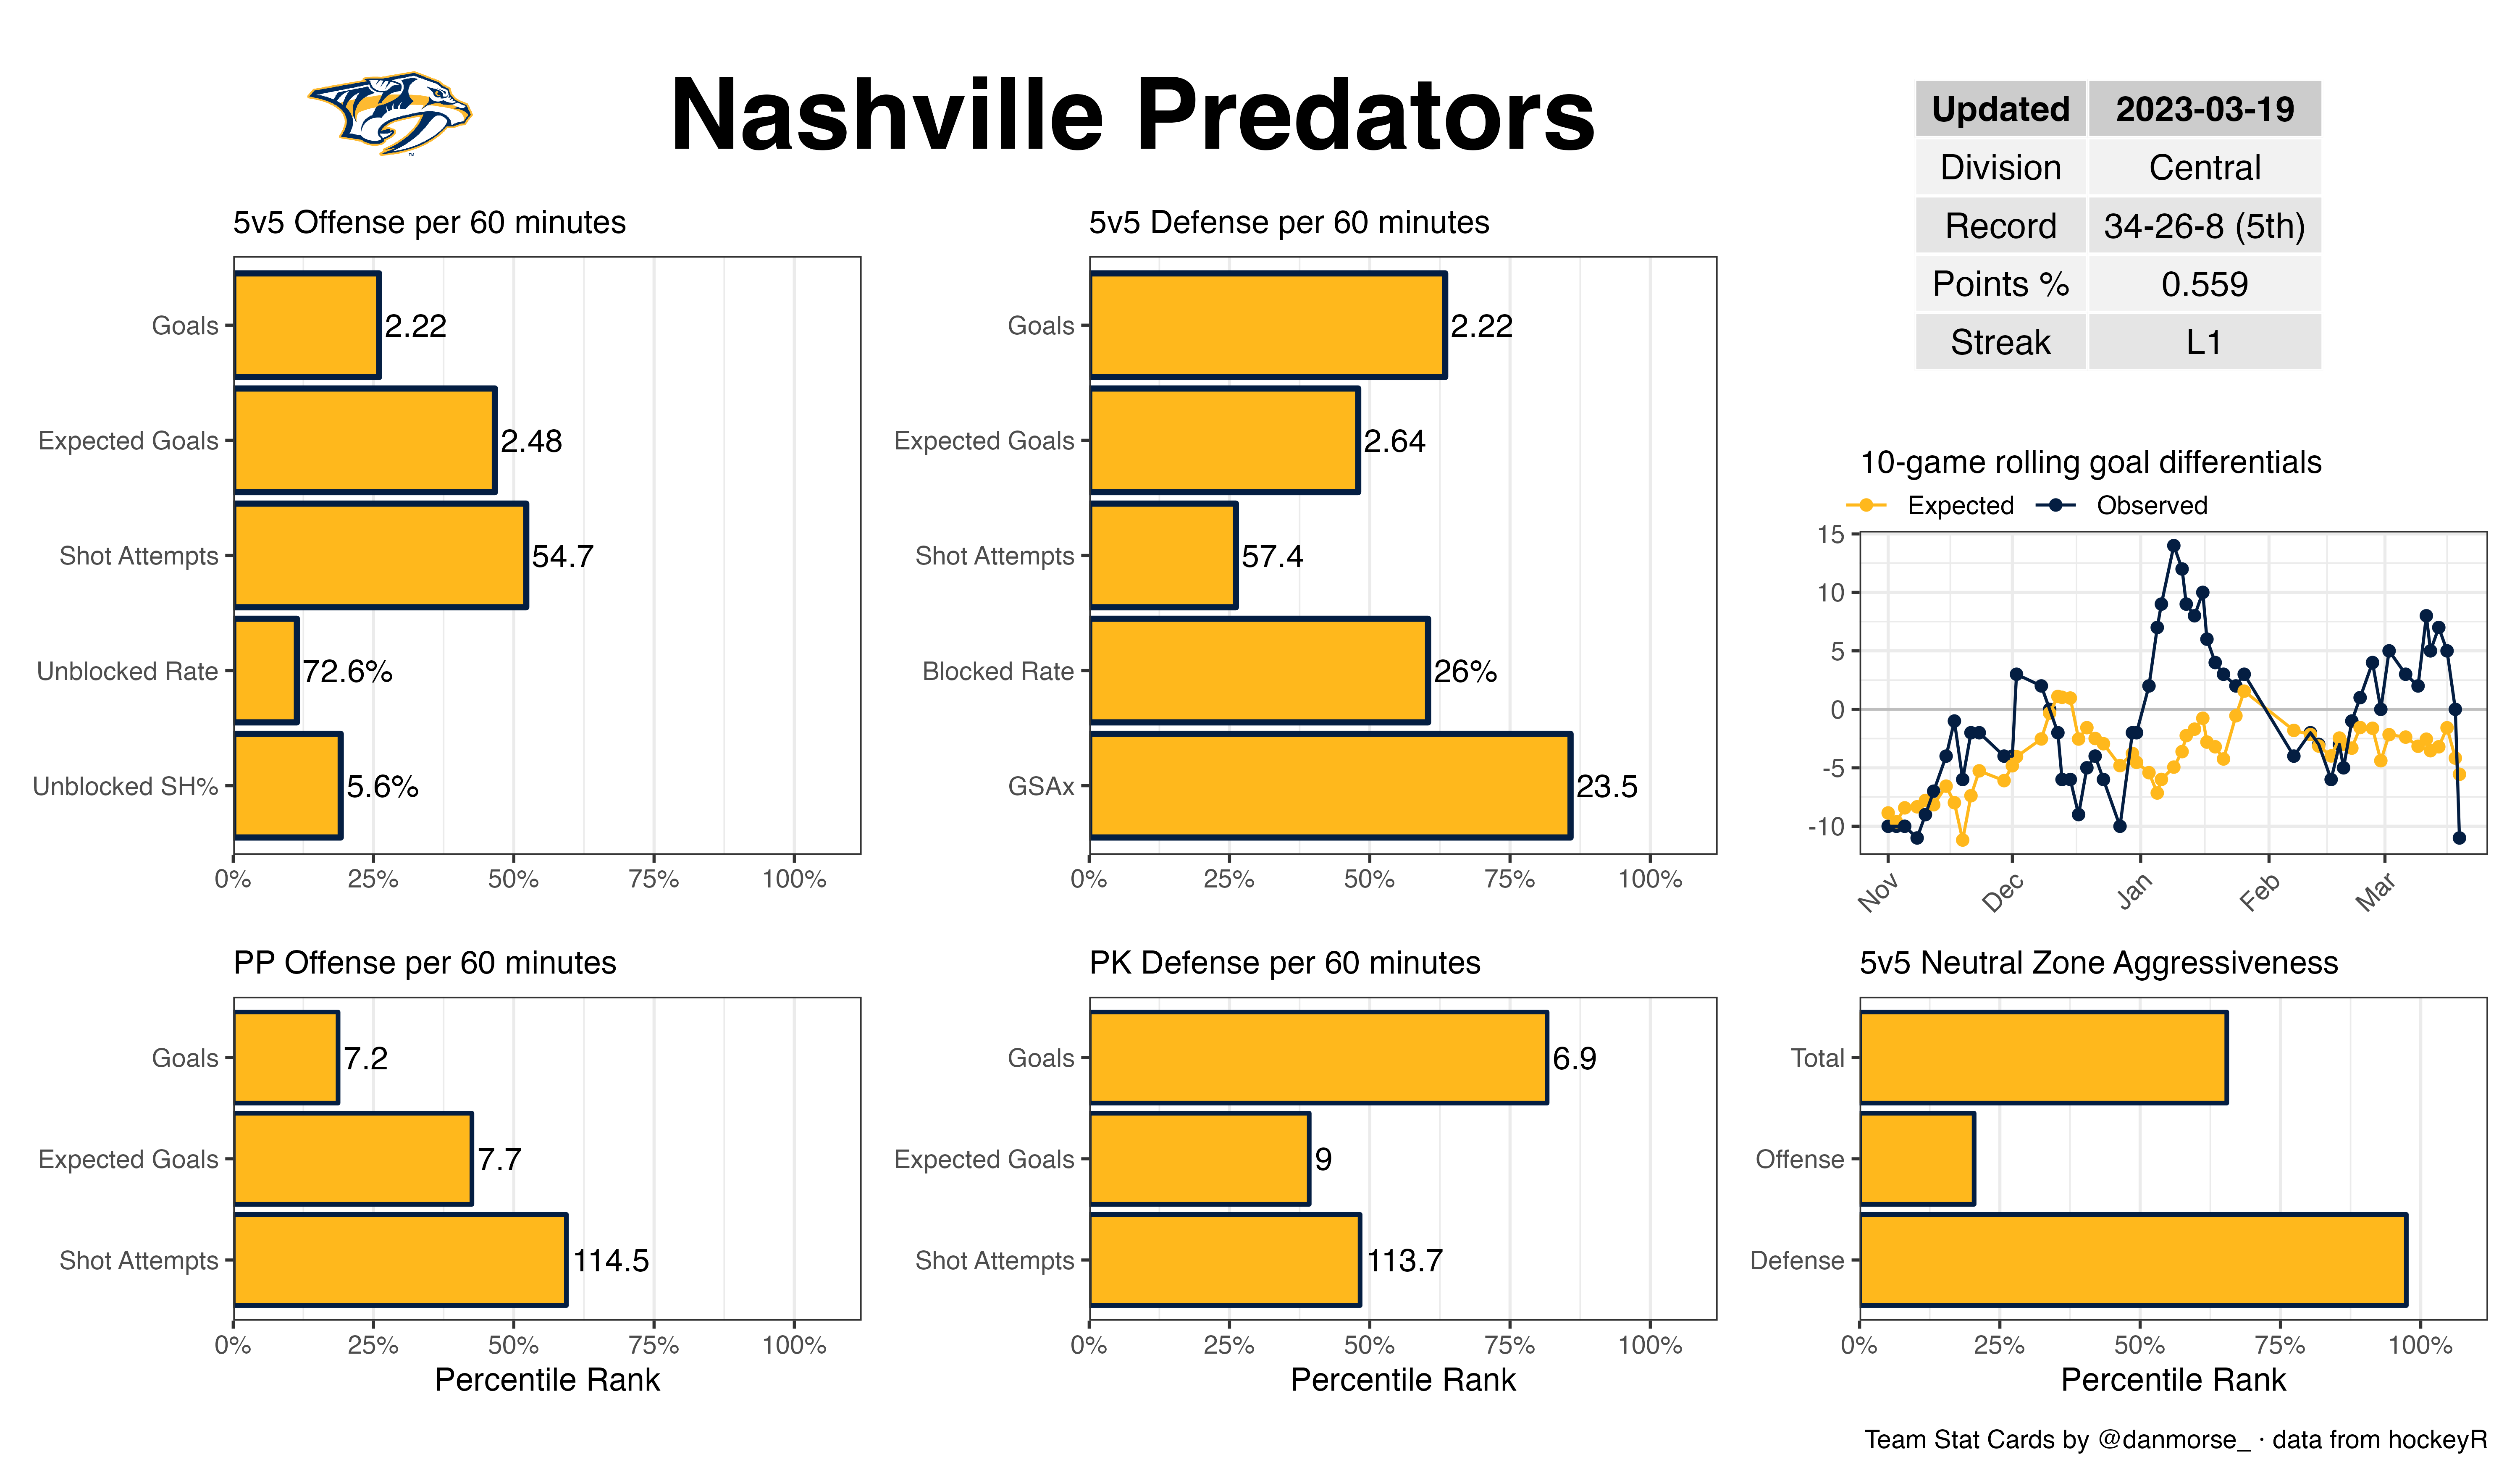 Nashville Predators
Updated 2023-03-19
Division Central
Record 34-26-8 (5th)
Points % 0.559
Streak L1
5v5 Offense per 60 minutes
Goals 2.22
Expected Goals 2.48
Shot Attempts 54.7
Unblocked Rate 72.6%
Unblocked SH% 5.6%
0% 25% 50% 75% 100%
5v5 Defense per 60 minutes
Goals 2.22
Expected Goals 2.64
Shot Attempts 57.4
Blocked Rate 26%
GSAx 23.5
0% 25% 50% 75% 100%
10-game rolling goal differentials
Expected Observed
15
10
5
0
-5
-10
Nov Dec Jan Feb Mar
PP Offense per 60 minutes
Goals 7.2
Expected Goals 7.7
Shot Attempts 114.5
0% 25% 50% 75% 100%
Percentile Rank
PK Defense per 60 minutes
Goals 6.9
Expected Goals 9
Shot Attempts 113.7
0% 25% 50% 75% 100%
Percentile Rank
5v5 Neutral Zone Aggressiveness
Total
Offense
Defense
0% 25% 50% 75% 100%
Percentile Rank
Team Stat Cards by @danmorse_ · data from hockeyR